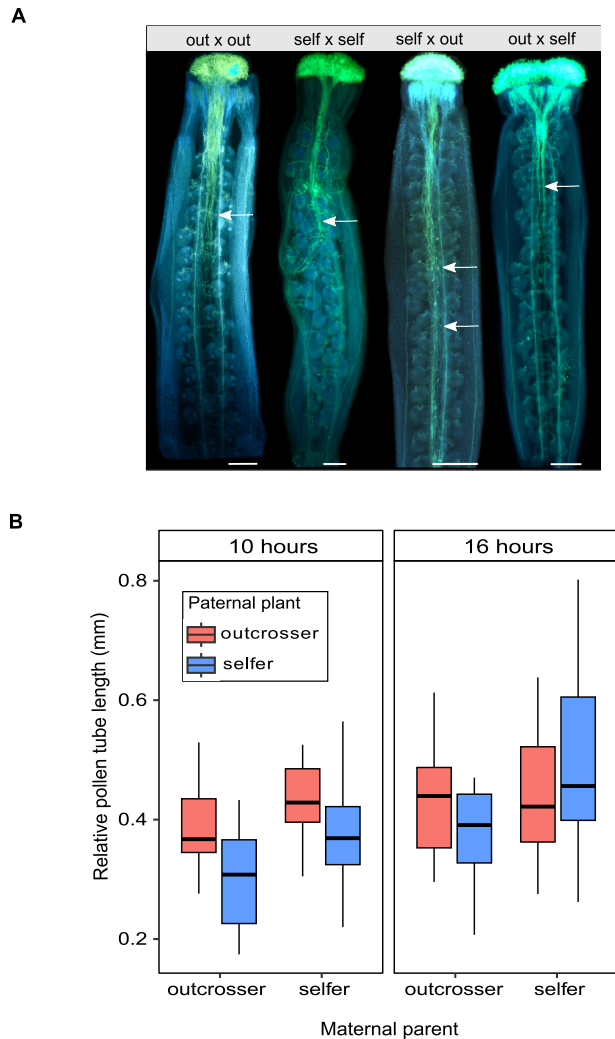 A
out x out self x self self x out out x self
B
10 hours 16 hours
Relative pollen tube length (mm)
0.8
0.6
0.4
0.2
Paternal plant
outcrosser
selfer
outcrosser selfer outcrosser selfer
Maternal parent